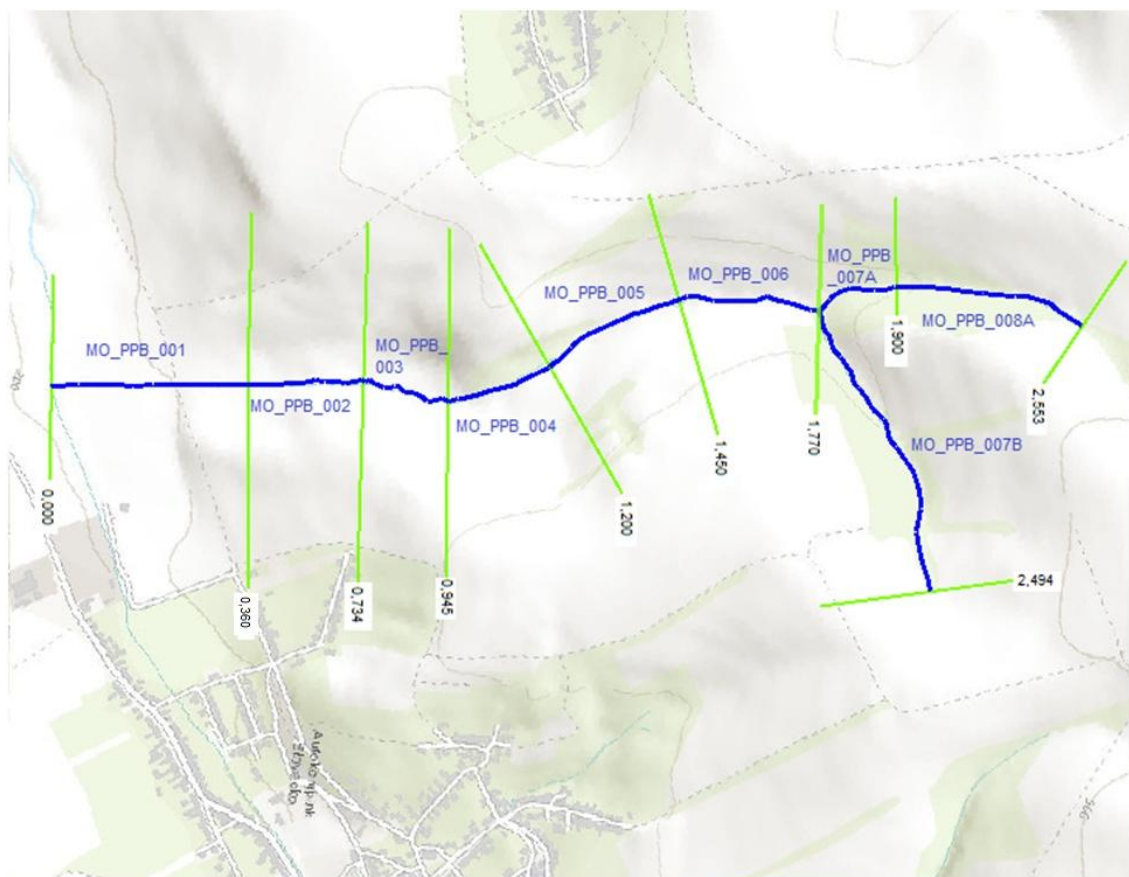 MO_PPB_001
MO_PPB_002
MO_PPB_
003
MO_PPB_004
MO_PPB_005
MO_PPB_006
MO_PPB
_007A
MO_PPB_008A
MO_PPB_007B
0,000
0,360
0,734
0,945
1,200
1,450
1,770
1,900
2,553
2,494